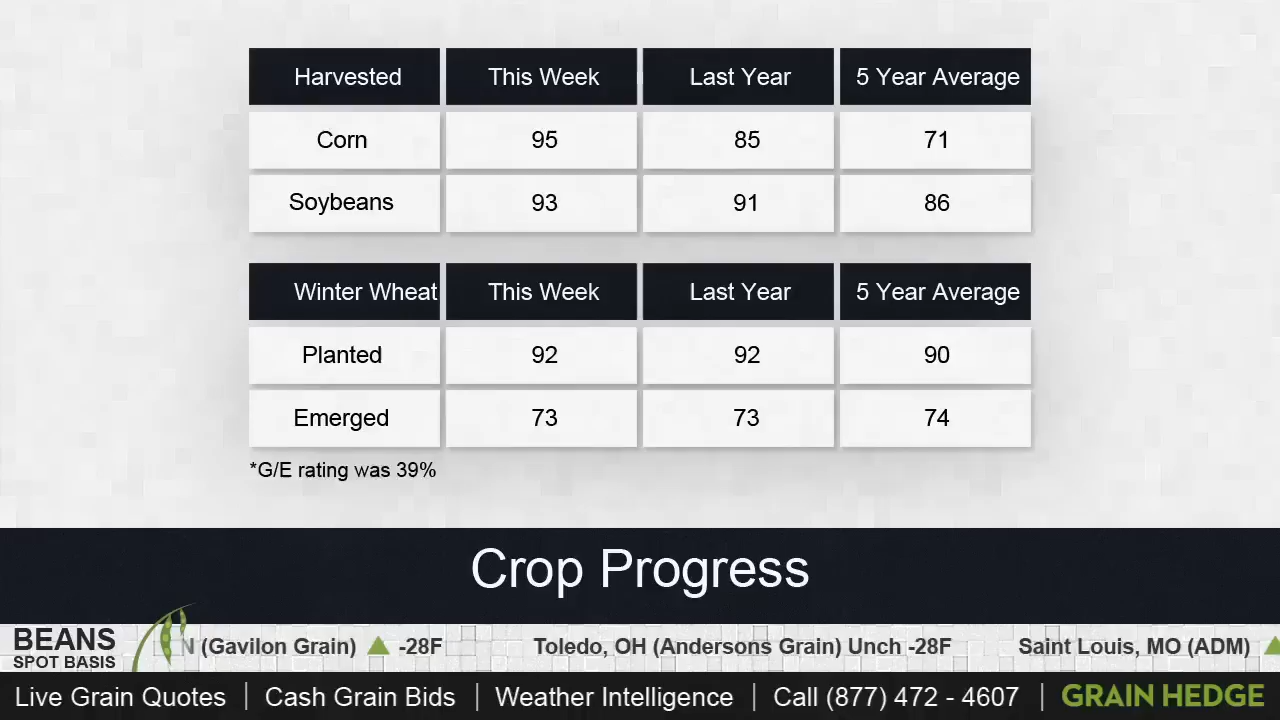 Harvested This Week Last Year 5 Year Average
Corn 95 85 71
Soybeans 93 91 86
Winter Wheat This Week Last Year 5 Year Average
Planted 92 92 90
Emerged 73 73 74
*G/E rating was 39%
Crop Progress
BEANS
SPOT BASIS
N (Gavilon Grain) ▲ -28F Toledo, OH (Andersons Grain) Unch -28F Saint Louis, MO (ADM) ▲
Live Grain Quotes | Cash Grain Bids | Weather Intelligence | Call (877) 472 - 4607 | GRAIN HEDGE